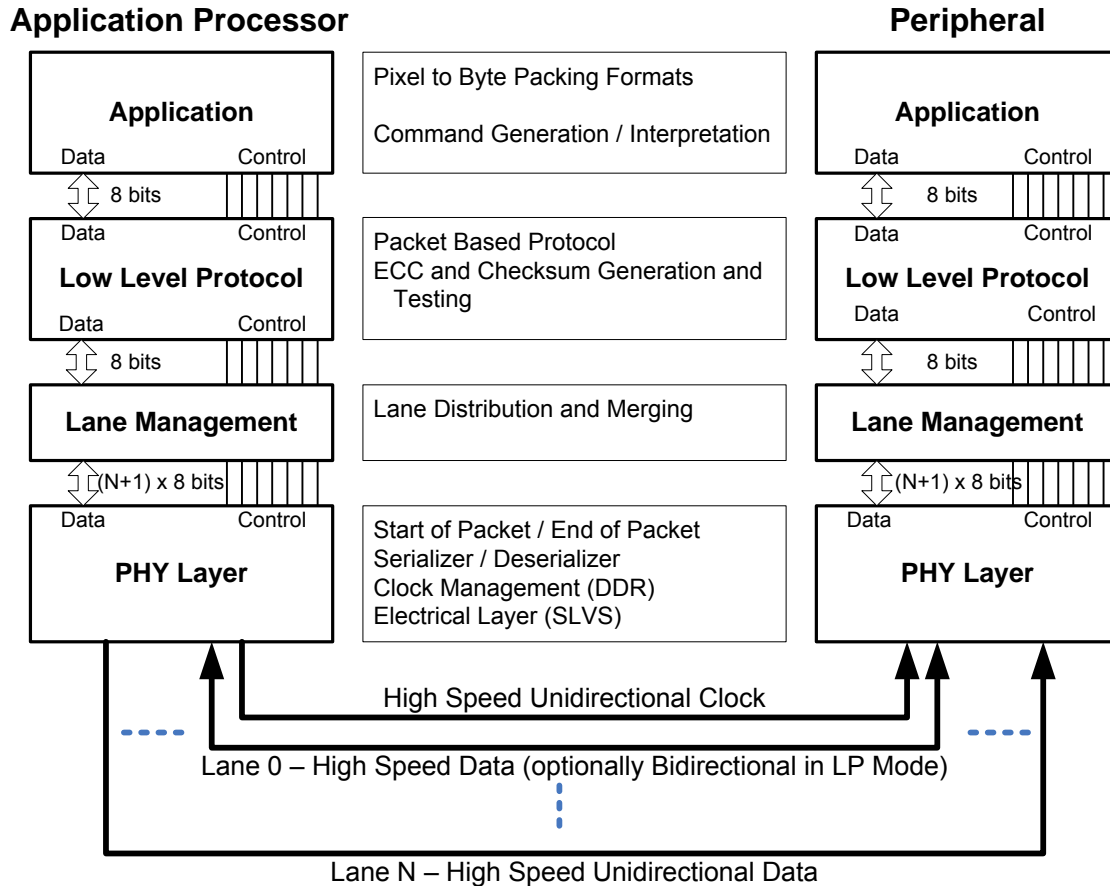 Application Processor
Peripheral
Application
Data
Control
Pixel to Byte Packing Formats
Command Generation / Interpretation
Application
Data
Control
8 bits
8 bits
Data
Control
Low Level Protocol
Data
Control
Packet Based Protocol
ECC and Checksum Generation and
Testing
Data
Control
Low Level Protocol
Data
Control
8 bits
8 bits
Lane Management
Lane Distribution and Merging
Lane Management
(N+1) x 8 bits
(N+1) x 8 bits
Data
Control
PHY Layer
Start of Packet / End of Packet
Serializer / Deserializer
Clock Management (DDR)
Electrical Layer (SLVS)
Data
Control
PHY Layer
High Speed Unidirectional Clock
Lane 0 – High Speed Data (optionally Bidirectional in LP Mode)
Lane N – High Speed Unidirectional Data